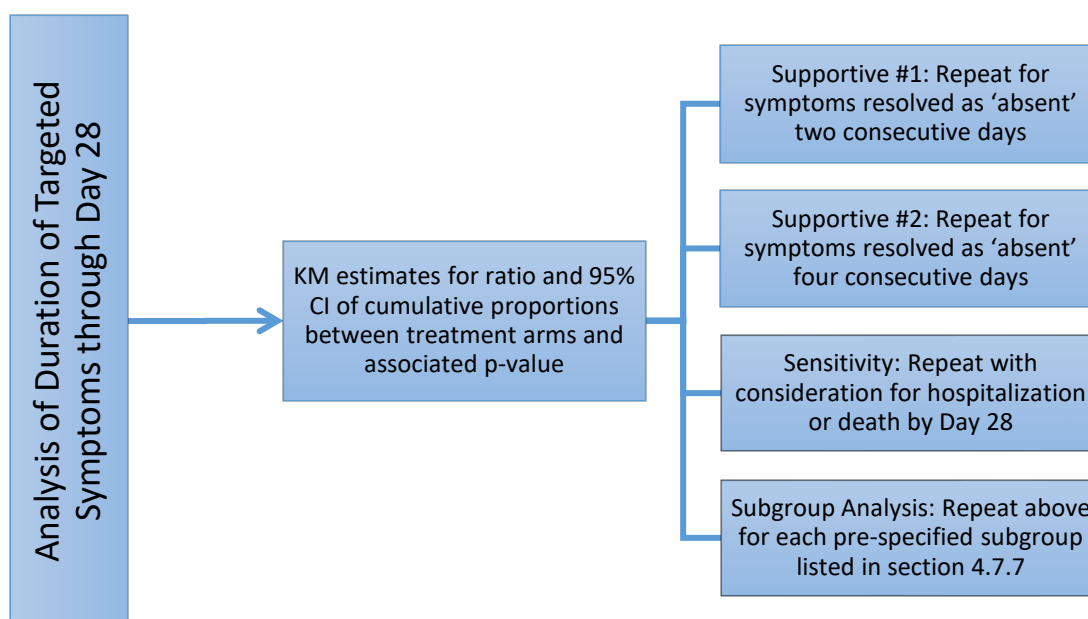 Analysis of Duration of Targeted
Symptoms through Day 28
KM estimates for ratio and 95%
CI of cumulative proportions
between treatment arms and
associated p-value
Supportive #1: Repeat for
symptoms resolved as ‘absent’
two consecutive days
Supportive #2: Repeat for
symptoms resolved as ‘absent’
four consecutive days
Sensitivity: Repeat with
consideration for hospitalization
or death by Day 28
Subgroup Analysis: Repeat above
for each pre-specified subgroup
listed in section 4.7.7